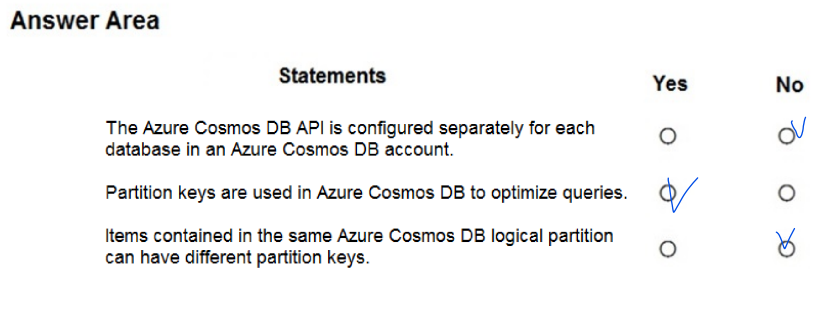 Answer Area
Statements
Yes
No
The Azure Cosmos DB API is configured separately for each
database in an Azure Cosmos DB account.
Partition keys are used in Azure Cosmos DB to optimize queries.
Items contained in the same Azure Cosmos DB logical partition
can have different partition keys.